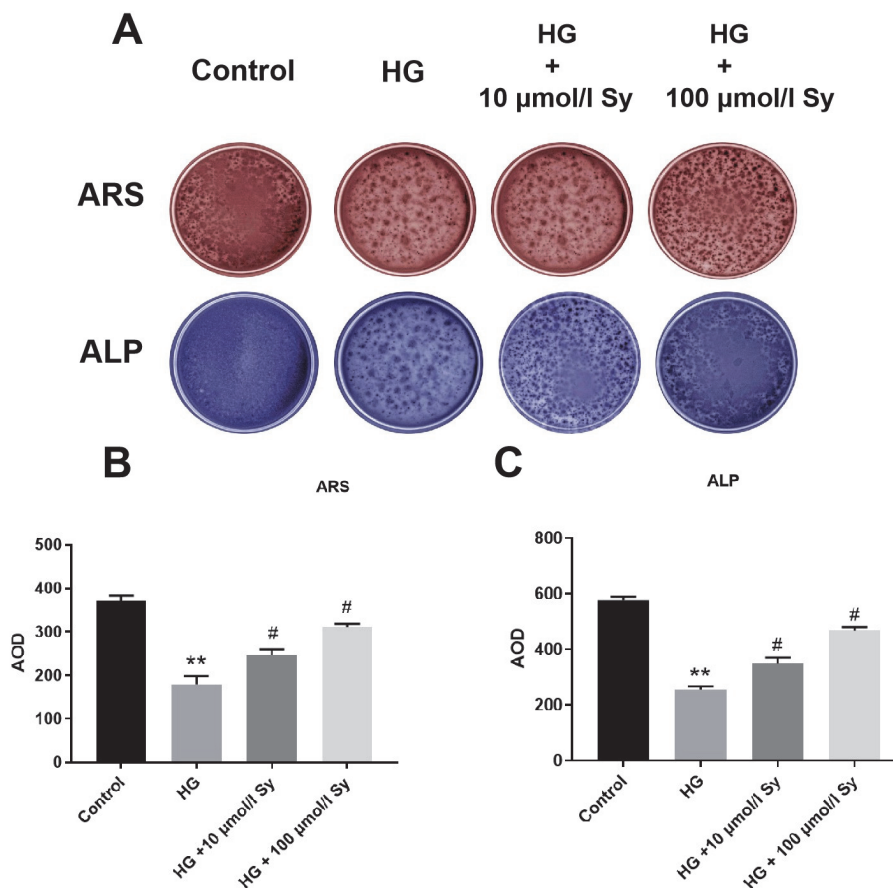 A
Control
HG
HG
+
10 µmol/l Sy
HG
+
100 µmol/l Sy
ARS
ALP
B
ARS
AOD
500
400
300
200
100
0
**
#
#
Control
HG
HG +10 µmol/l Sy
HG + 100 µmol/l Sy
C
ALP
AOD
800
600
400
200
0
**
#
#
Control
HG
HG +10 µmol/l Sy
HG + 100 µmol/l Sy